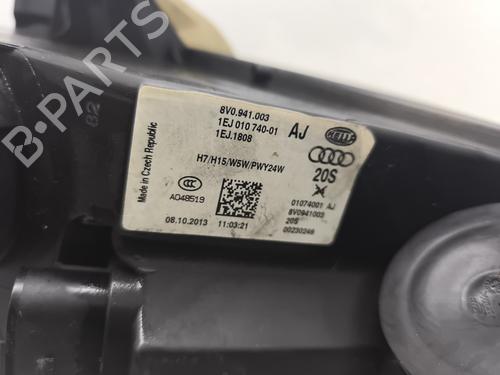 8V0.941.003
1EJ 010 740-01
1EJ.1808
AJ
HELLA
Made in Czech Republic
H7/H15/W5W/PWY24W
20S
A048519
08.10.2013
11:03:21
01074001 AJ
8V0941003
20S
00230246
B-PARTS
82